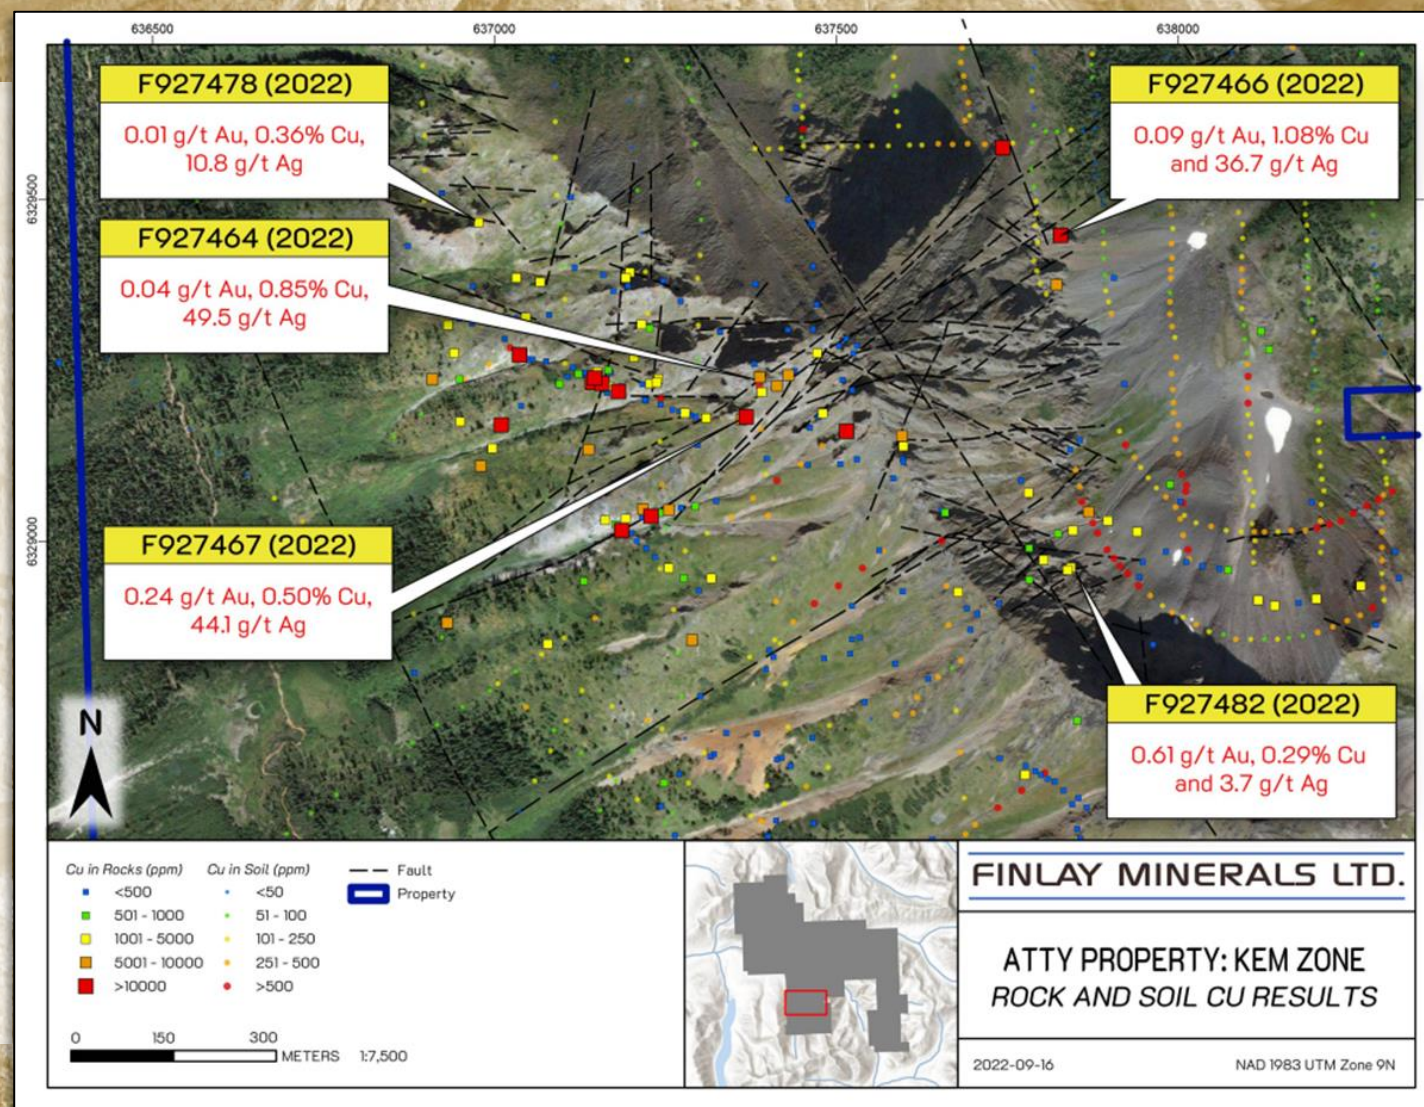 636500
637000
637500
638000
6329500
6329000
F927478 (2022)
0.01 g/t Au, 0.36% Cu,
10.8 g/t Ag
F927464 (2022)
0.04 g/t Au, 0.85% Cu,
49.5 g/t Ag
F927467 (2022)
0.24 g/t Au, 0.50% Cu,
44.1 g/t Ag
F927466 (2022)
0.09 g/t Au, 1.08% Cu
and 36.7 g/t Ag
F927482 (2022)
0.61 g/t Au, 0.29% Cu
and 3.7 g/t Ag
N
Cu in Rocks (ppm)
<500
501 - 1000
1001 - 5000
5001 - 10000
>10000
Cu in Soil (ppm)
<50
51 - 100
101 - 250
251 - 500
>500
Fault
Property
0 150 300
METERS 1:7,500
FINLAY MINERALS LTD.
ATTY PROPERTY: KEM ZONE
ROCK AND SOIL CU RESULTS
2022-09-16 NAD 1983 UTM Zone 9N